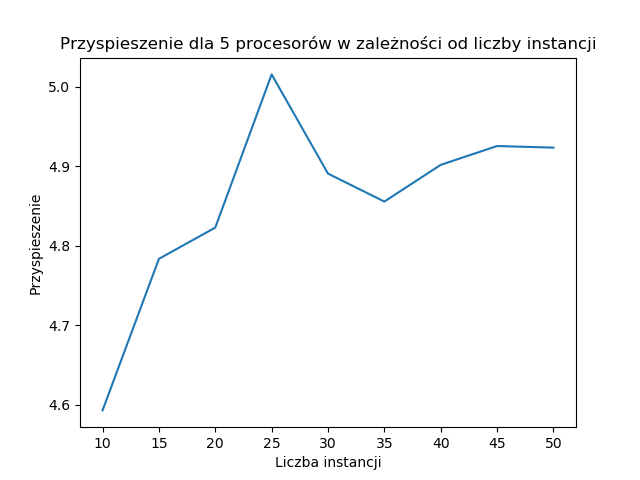 Przyspieszenie dla 5 procesorów w zależności od liczby instancji
5.0
4.9
4.8
4.7
4.6
Przyspieszenie
10 15 20 25 30 35 40 45 50
Liczba instancji